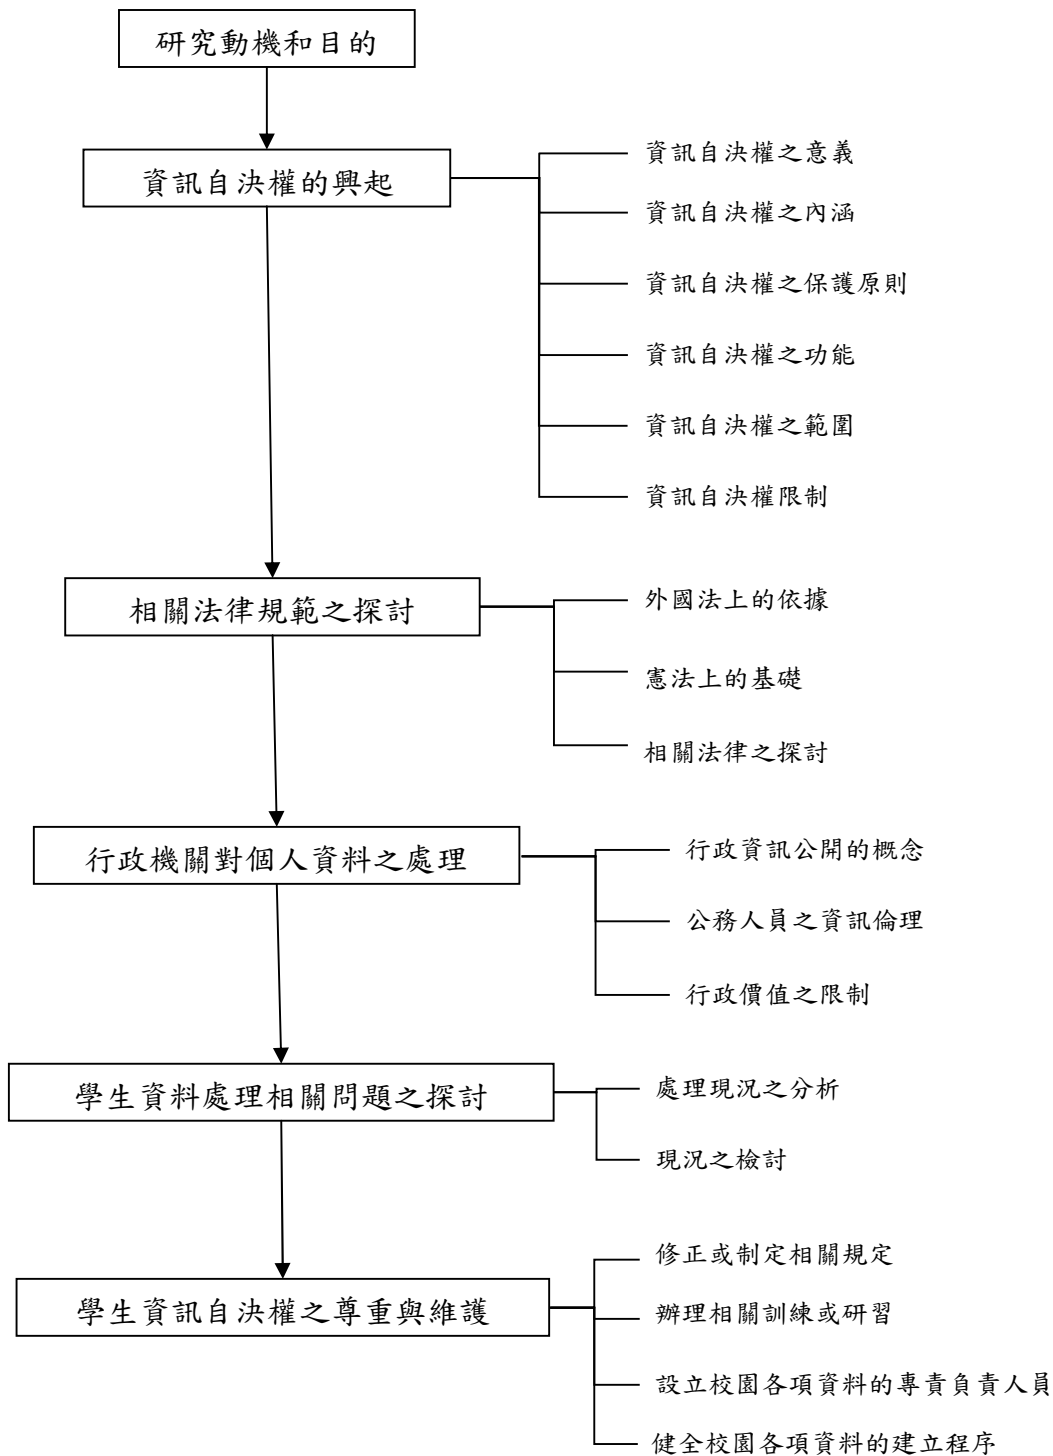 研究動機和目的
資訊自決權的興起
資訊自決權之意義
資訊自決權之內涵
資訊自決權之保護原則
資訊自決權之功能
資訊自決權之範圍
資訊自決權限制
相關法律規範之探討
外國法上的依據
憲法上的基礎
相關法律之探討
行政機關對個人資料之處理
行政資訊公開的概念
公務人員之資訊倫理
行政價值之限制
學生資料處理相關問題之探討
處理現況之分析
現況之檢討
學生資訊自決權之尊重與維護
修正或制定相關規定
辦理相關訓練或研習
設立校園各項資料的專責負責人員
健全校園各項資料的建立程序